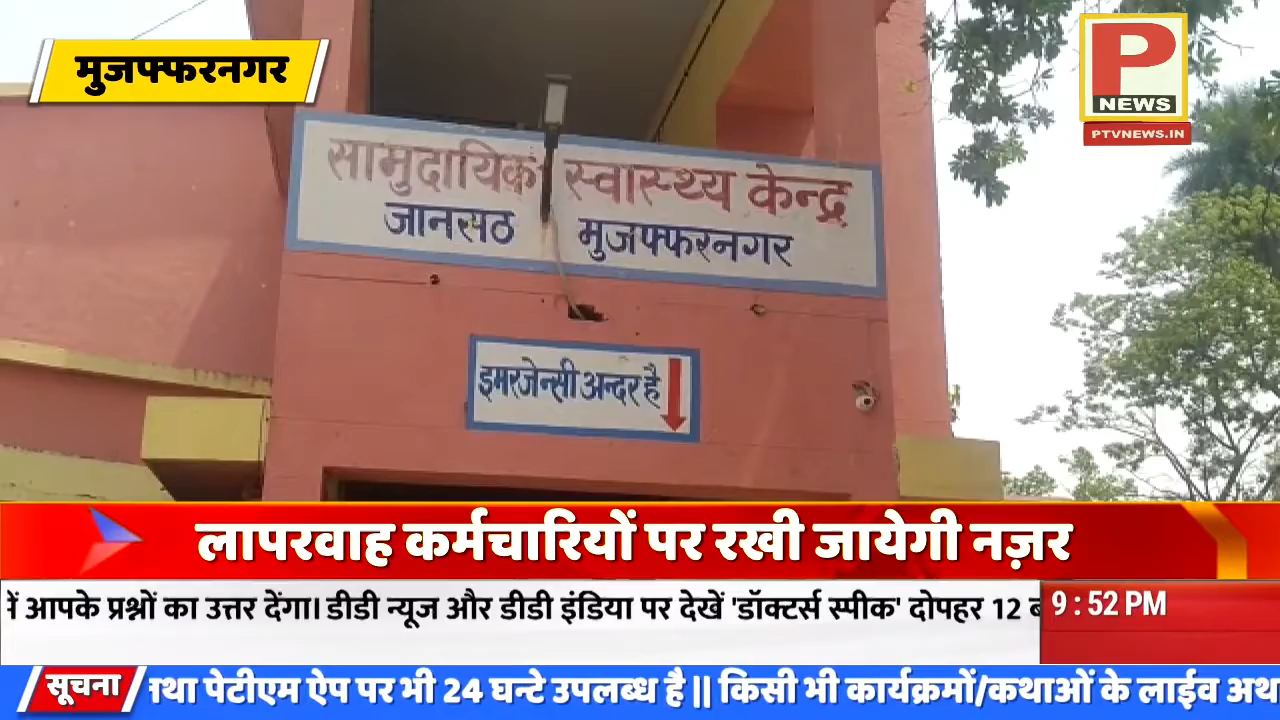 मुजफ्फरनगर
P
NEWS
PTVNEWS.IN
सामुदायिक स्वास्थ्य केन्द्र
जानसठ मुजफ्फरनगर
इमरजेन्सी अन्दर है
लापरवाह कर्मचारियों पर रखी जायेगी नज़र
में आपके प्रश्नों का उत्तर देंगा। डीडी न्यूज और डीडी इंडिया पर देखें 'डॉक्टर्स स्पीक' दोपहर 12
9:52 PM
सूचना
पेटीएम ऐप पर भी 24 घन्टे उपलब्ध है || किसी भी कार्यक्रमों/कथाओं के लाईव